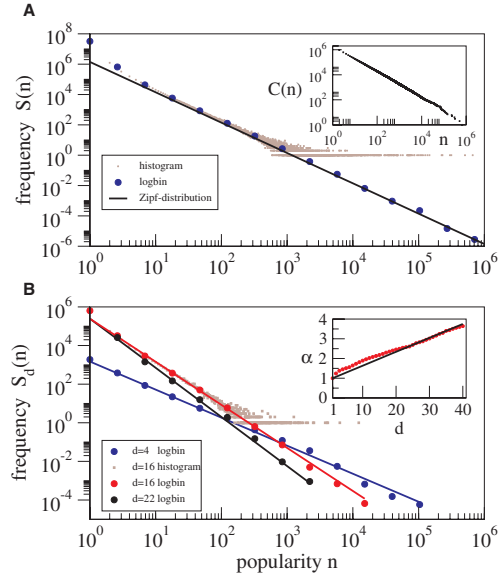 A
frequency S(n)
10^8
10^6
10^4
10^2
10^0
10^-2
10^-4
10^-6
10^0 10^1 10^2 10^3 10^4 10^5 10^6
histogram
logbin
Zipf-distribution
C(n)
10^6
10^4
10^2
10^0
10^0 10^2 10^4 n 10^6
B
frequency S_d(n)
10^6
10^4
10^2
10^0
10^-2
10^-4
10^0 10^1 10^2 10^3 10^4 10^5 10^6
popularity n
d=4 logbin
d=16 histogram
d=16 logbin
d=22 logbin
α
4
3
2
1
1 10 20 30 40
d